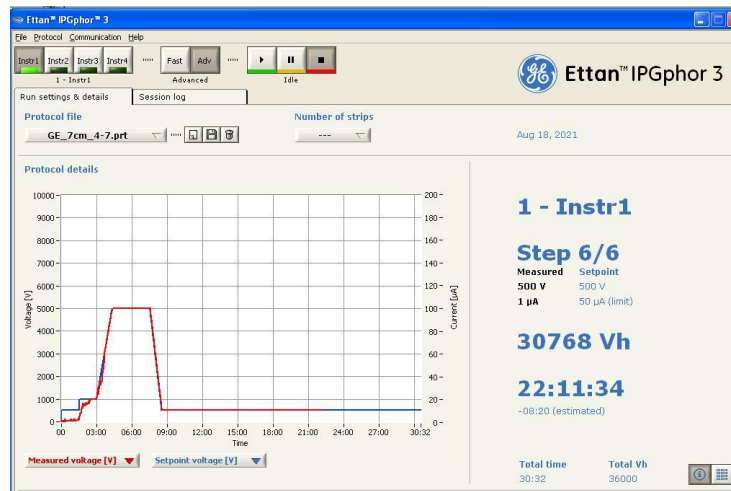 Ettan™ IPGphor™ 3
File Protocol Communication Help
Instr1 Instr2 Instr3 Instr4 Fast Adv
1 - Instr1 Advanced Idle
Ettan™ IPGphor 3
Run settings & details Session log
Protocol file Number of strips
GE_7cm_4-7.prt --- Aug 18, 2021
Protocol details
10000 200
9000 180
8000 160
7000 140
6000 120
5000 100
4000 80
3000 60
2000 40
1000 20
0 0
Voltage [V]
Current [µA]
00 03:00 06:00 09:00 12:00 15:00 18:00 21:00 24:00 27:00 30:32
Time
Measured voltage [V] Setpoint voltage [V]
1 - Instr1
Step 6/6
Measured Setpoint
500 V 500 V
1 µA 50 µA (limit)
30768 Vh
22:11:34
-08:20 (estimated)
Total time Total Vh
30:32 36000